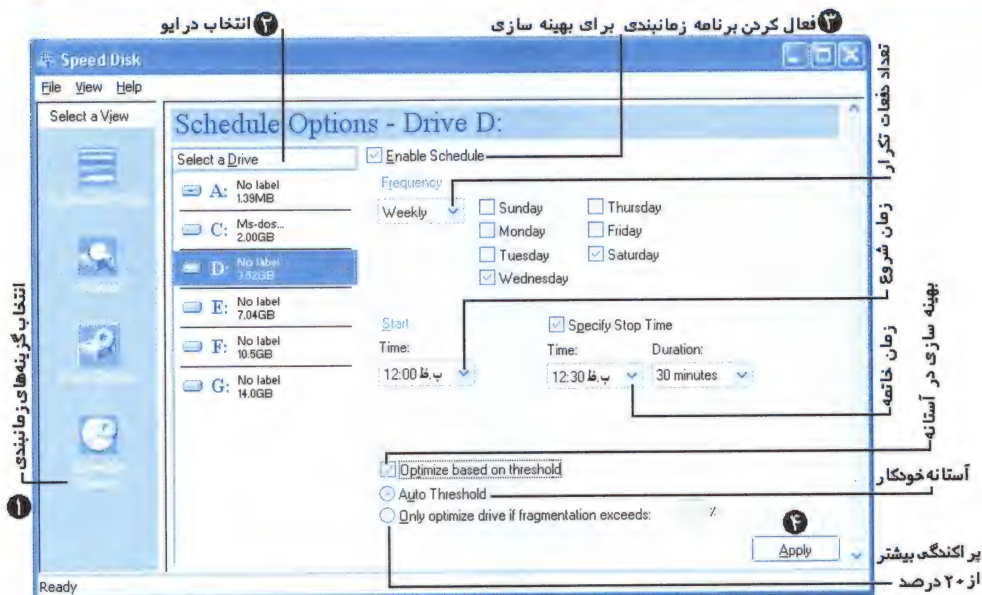 ۲ انتخاب درایو
۳ فعال کردن برنامه زمانبندی برای بهینه سازی
Speed Disk
File View Help
Select a View
Schedule Options - Drive D:
Select a Drive
A: No label
1.39MB
C: Ms-dos...
2.00GB
D: No label
E: No label
7.04GB
F: No label
10.5GB
G: No label
14.0GB
Enable Schedule
Frequency
Weekly
Sunday
Monday
Tuesday
Wednesday
Thursday
Friday
Saturday
Start
Time:
12:00 ب.ظ
Specify Stop Time
Time:
12:30 ب.ظ
Duration:
30 minutes
Optimize based on threshold
Auto Threshold
Only optimize drive if fragmentation exceeds: %
۴
Apply
Ready
تعداد دفعات تکرار
زمان شروع
زمان خاتمه
بهینه سازی در آستانه
آستانه خودکار
پراکندگی بیشتر
از ۲۰ درصد
انتخاب گزینه‌های زمانبندی
۱